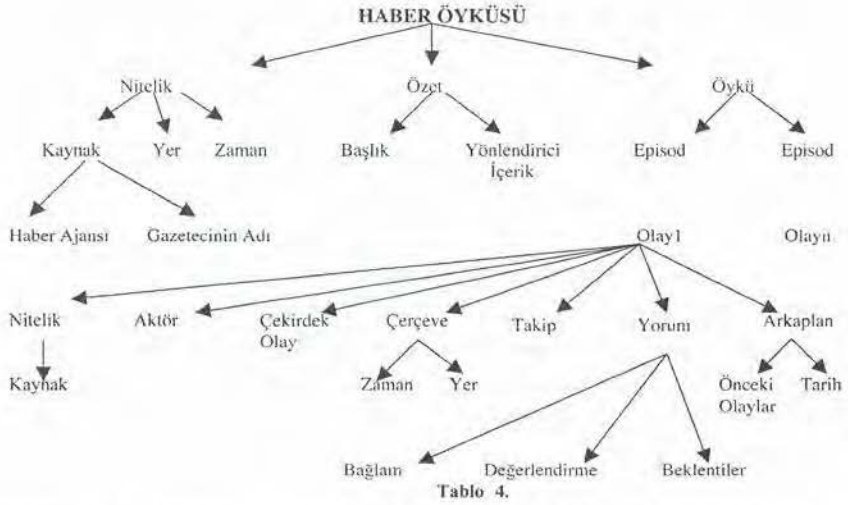 HABER ÖYKÜSÜ
Nitelik Özet Öykü
Kaynak Yer Zaman Başlık Yönlendirici Episod Episod
İçerik
Haber Ajansı Gazetecinin Adı Olay1 Olayn
Nitelik Aktör Çekirdek Çerçeve Takip Yorum Arkaplan
Olay
Kaynak Zaman Yer Önceki Tarih
Olaylar
Bağlam Değerlendirme Beklentiler
Tablo 4.